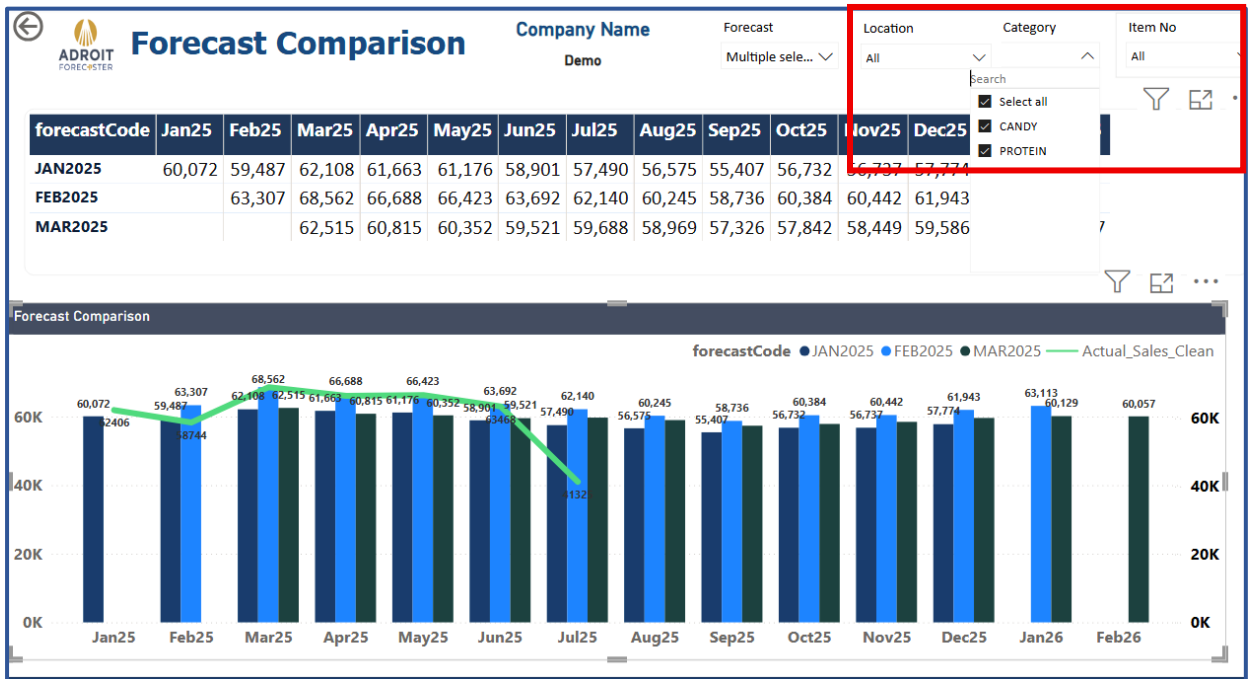 ADROIT
FORECASTER
Forecast Comparison
Company Name
Demo
Forecast
Multiple sele...
Location
All
Category
Search
Select all
CANDY
PROTEIN
Item No
All
forecastCode Jan25 Feb25 Mar25 Apr25 May25 Jun25 Jul25 Aug25 Sep25 Oct25 Nov25 Dec25
JAN2025 60,072 59,487 62,108 61,663 61,176 58,901 57,490 56,575 55,407 56,732 56,737 57,774
FEB2025 63,307 68,562 66,688 66,423 63,692 62,140 60,245 58,736 60,384 60,442 61,943
MAR2025 62,515 60,815 60,352 59,521 59,688 58,969 57,326 57,842 58,449 59,586
Forecast Comparison
forecastCode JAN2025 FEB2025 MAR2025 Actual_Sales_Clean
60,072 62406
59,487 63,307 58744
62,108 68,562 62,515
61,663 66,688 60,815
61,176 66,423 60,352
58,901 63,692 59,521 63468
57,490 62,140
56,575 60,245
55,407 58,736
56,732 60,384
56,737 60,442
57,774 61,943
63,113 60,129
60,057
60K 60K
40K 40K
20K 20K
0K 0K
Jan25 Feb25 Mar25 Apr25 May25 Jun25 Jul25 Aug25 Sep25 Oct25 Nov25 Dec25 Jan26 Feb26